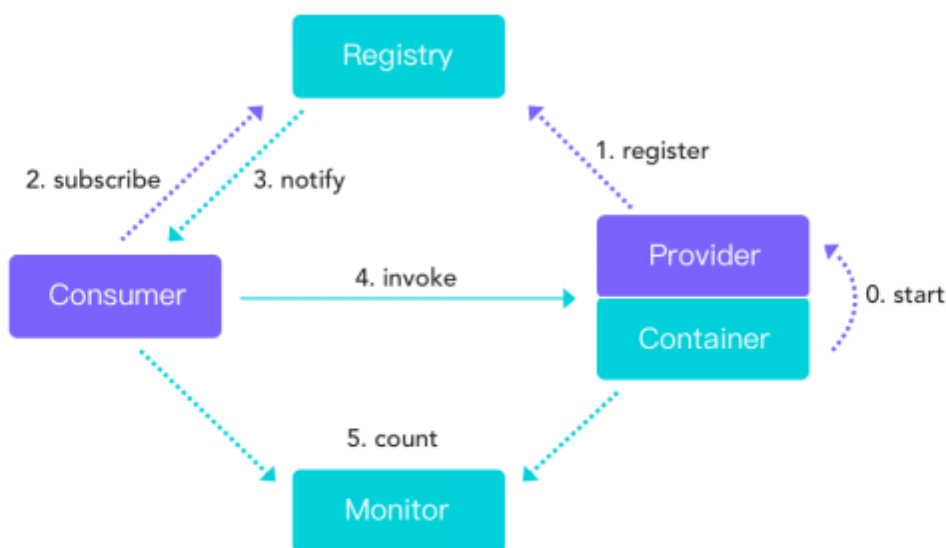 Registry
1. register
2. subscribe
3. notify
Provider
Consumer
4. invoke
0. start
Container
5. count
Monitor